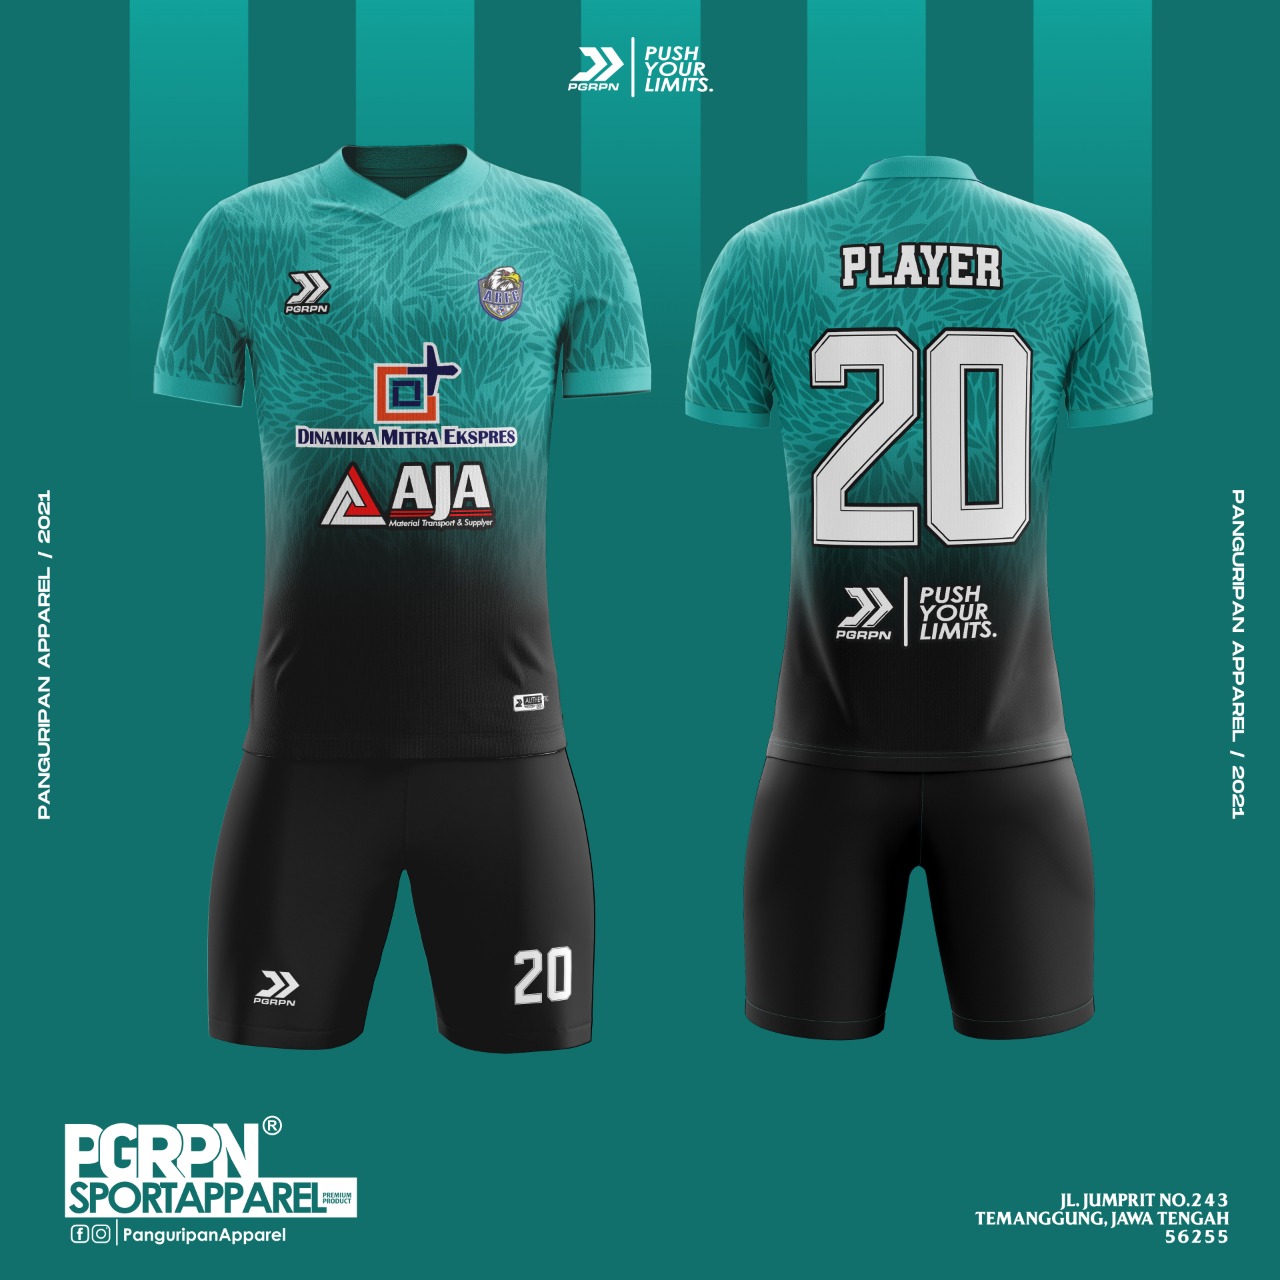 PGRPN
PUSH
YOUR
LIMITS.
PGRPN
ARFC
DINAMIKA MITRA EKSPRES
AJA
Material Transport & Supplyer
PGRPN
20
PLAYER
20
PGRPN
PUSH
YOUR
LIMITS.
PANGURIPAN APPAREL / 2021
PANGURIPAN APPAREL / 2021
PGRPN®
SPORTAPPAREL
PREMIUM
PRODUCT
PanguripanApparel
JL. JUMPRIT NO.243
TEMANGGUNG, JAWA TENGAH
56255